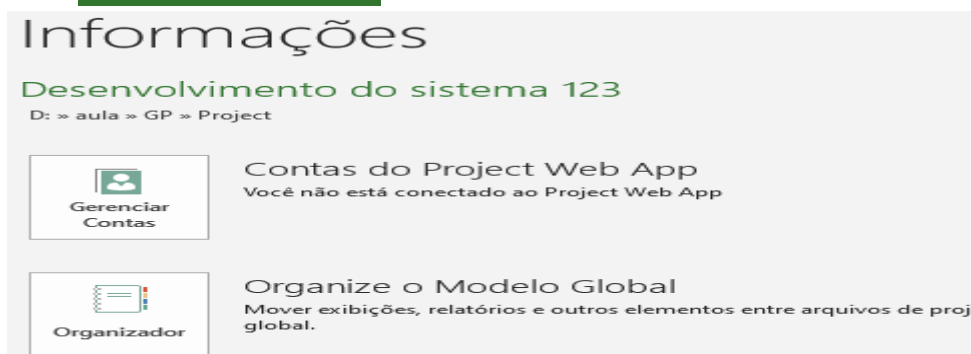 Informações
Desenvolvimento do sistema 123
D: » aula » GP » Project
Gerenciar
Contas
Contas do Project Web App
Você não está conectado ao Project Web App
Organizador
Organize o Modelo Global
Mover exibições, relatórios e outros elementos entre arquivos de proj
global.